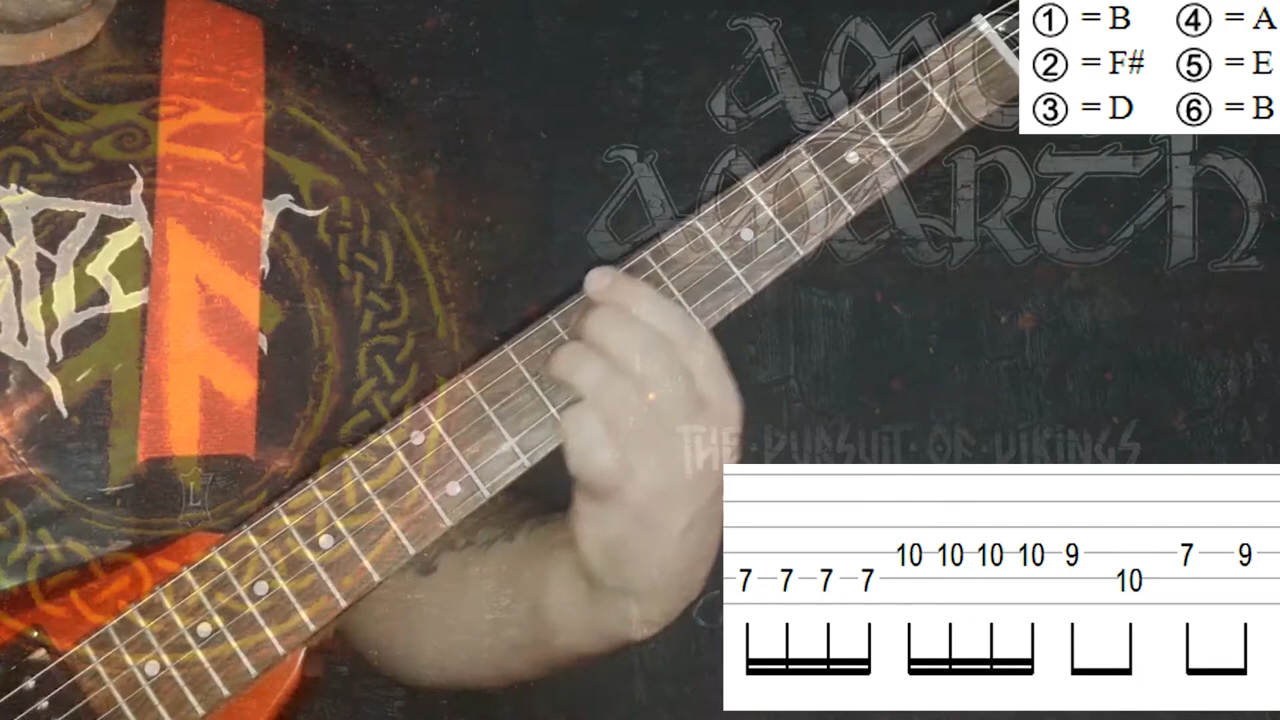 ① = B ④ = A
② = F# ⑤ = E
③ = D ⑥ = B
AMON
AMARTH
THE·PURSUIT·OF·VIKINGS
10 10 10 10 9 7 9
7 7 7 7 10